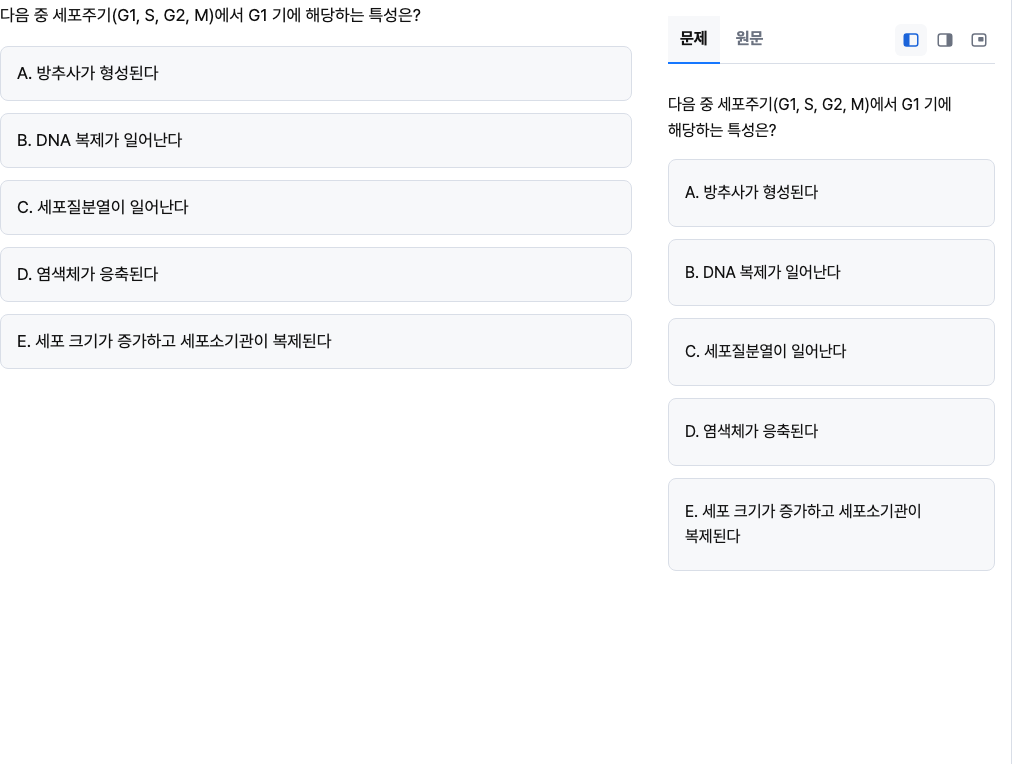 다음 중 세포주기(G1, S, G2, M)에서 G1 기에 해당하는 특성은?
A. 방추사가 형성된다
B. DNA 복제가 일어난다
C. 세포질분열이 일어난다
D. 염색체가 응축된다
E. 세포 크기가 증가하고 세포소기관이 복제된다
문제 원문
다음 중 세포주기(G1, S, G2, M)에서 G1 기에
해당하는 특성은?
A. 방추사가 형성된다
B. DNA 복제가 일어난다
C. 세포질분열이 일어난다
D. 염색체가 응축된다
E. 세포 크기가 증가하고 세포소기관이
복제된다